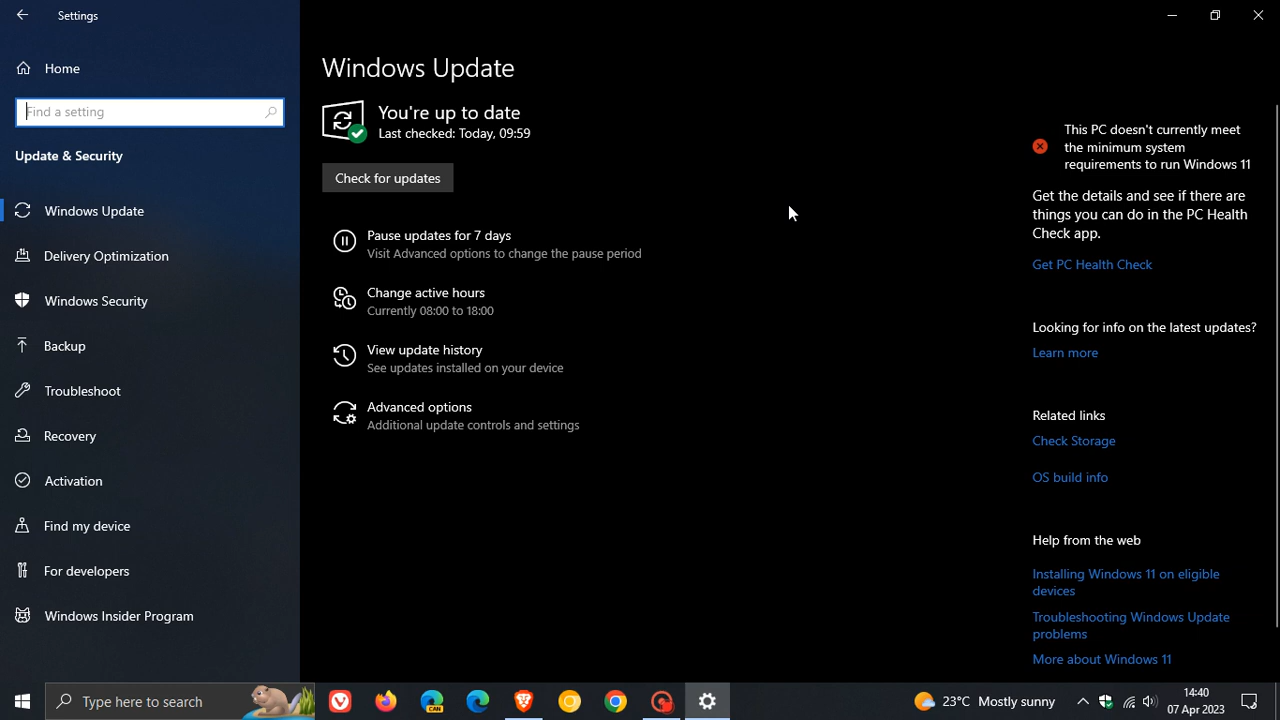 Settings
Home
Find a setting
Update & Security
Windows Update
Delivery Optimization
Windows Security
Backup
Troubleshoot
Recovery
Activation
Find my device
For developers
Windows Insider Program
Windows Update
You're up to date
Last checked: Today, 09:59
Check for updates
Pause updates for 7 days
Visit Advanced options to change the pause period
Change active hours
Currently 08:00 to 18:00
View update history
See updates installed on your device
Advanced options
Additional update controls and settings
This PC doesn't currently meet
the minimum system
requirements to run Windows 11
Get the details and see if there are
things you can do in the PC Health
Check app.
Get PC Health Check
Looking for info on the latest updates?
Learn more
Related links
Check Storage
OS build info
Help from the web
Installing Windows 11 on eligible
devices
Troubleshooting Windows Update
problems
More about Windows 11
Type here to search
CAN
23°C Mostly sunny
14:40
07 Apr 2023